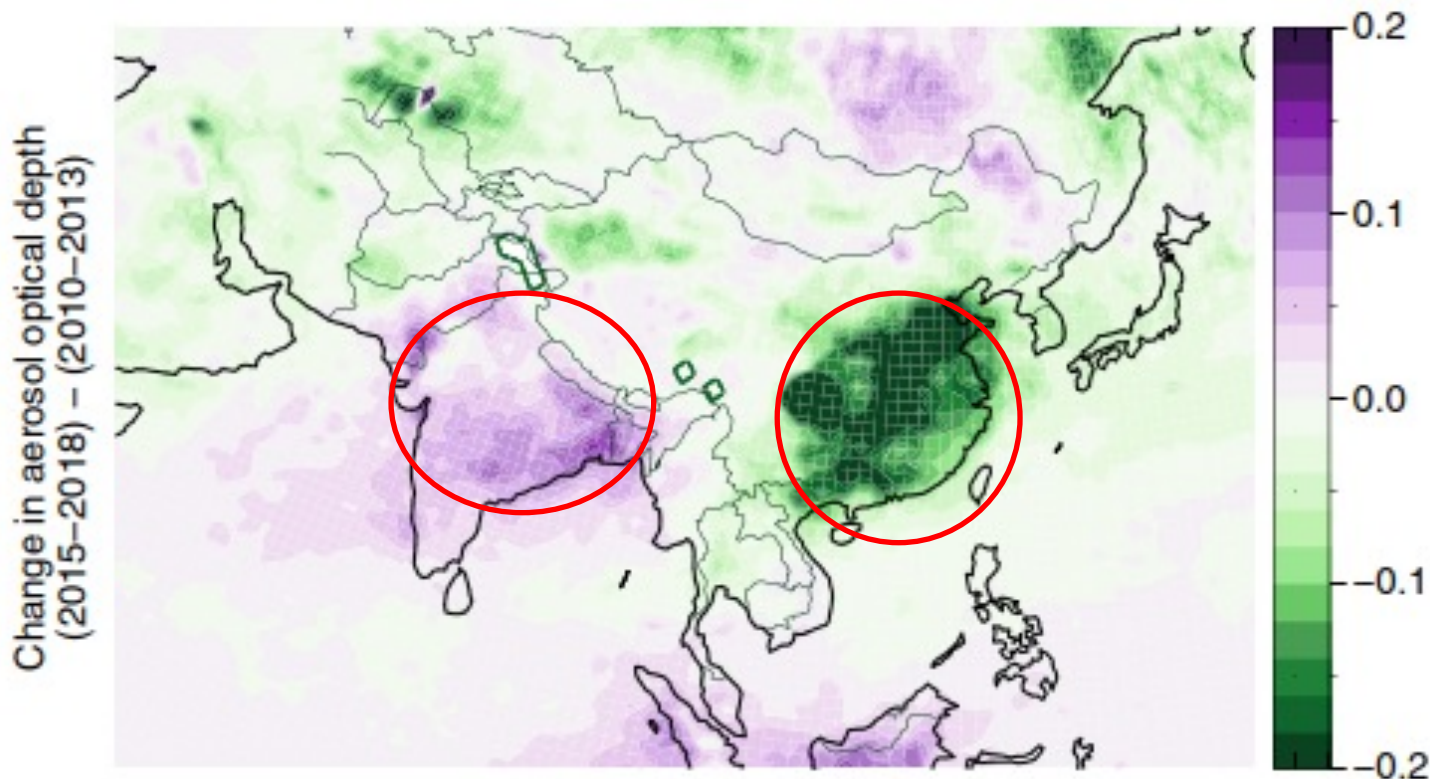 Change in aerosol optical depth
(2015–2018) – (2010–2013)
0.2
0.1
0.0
–0.1
–0.2